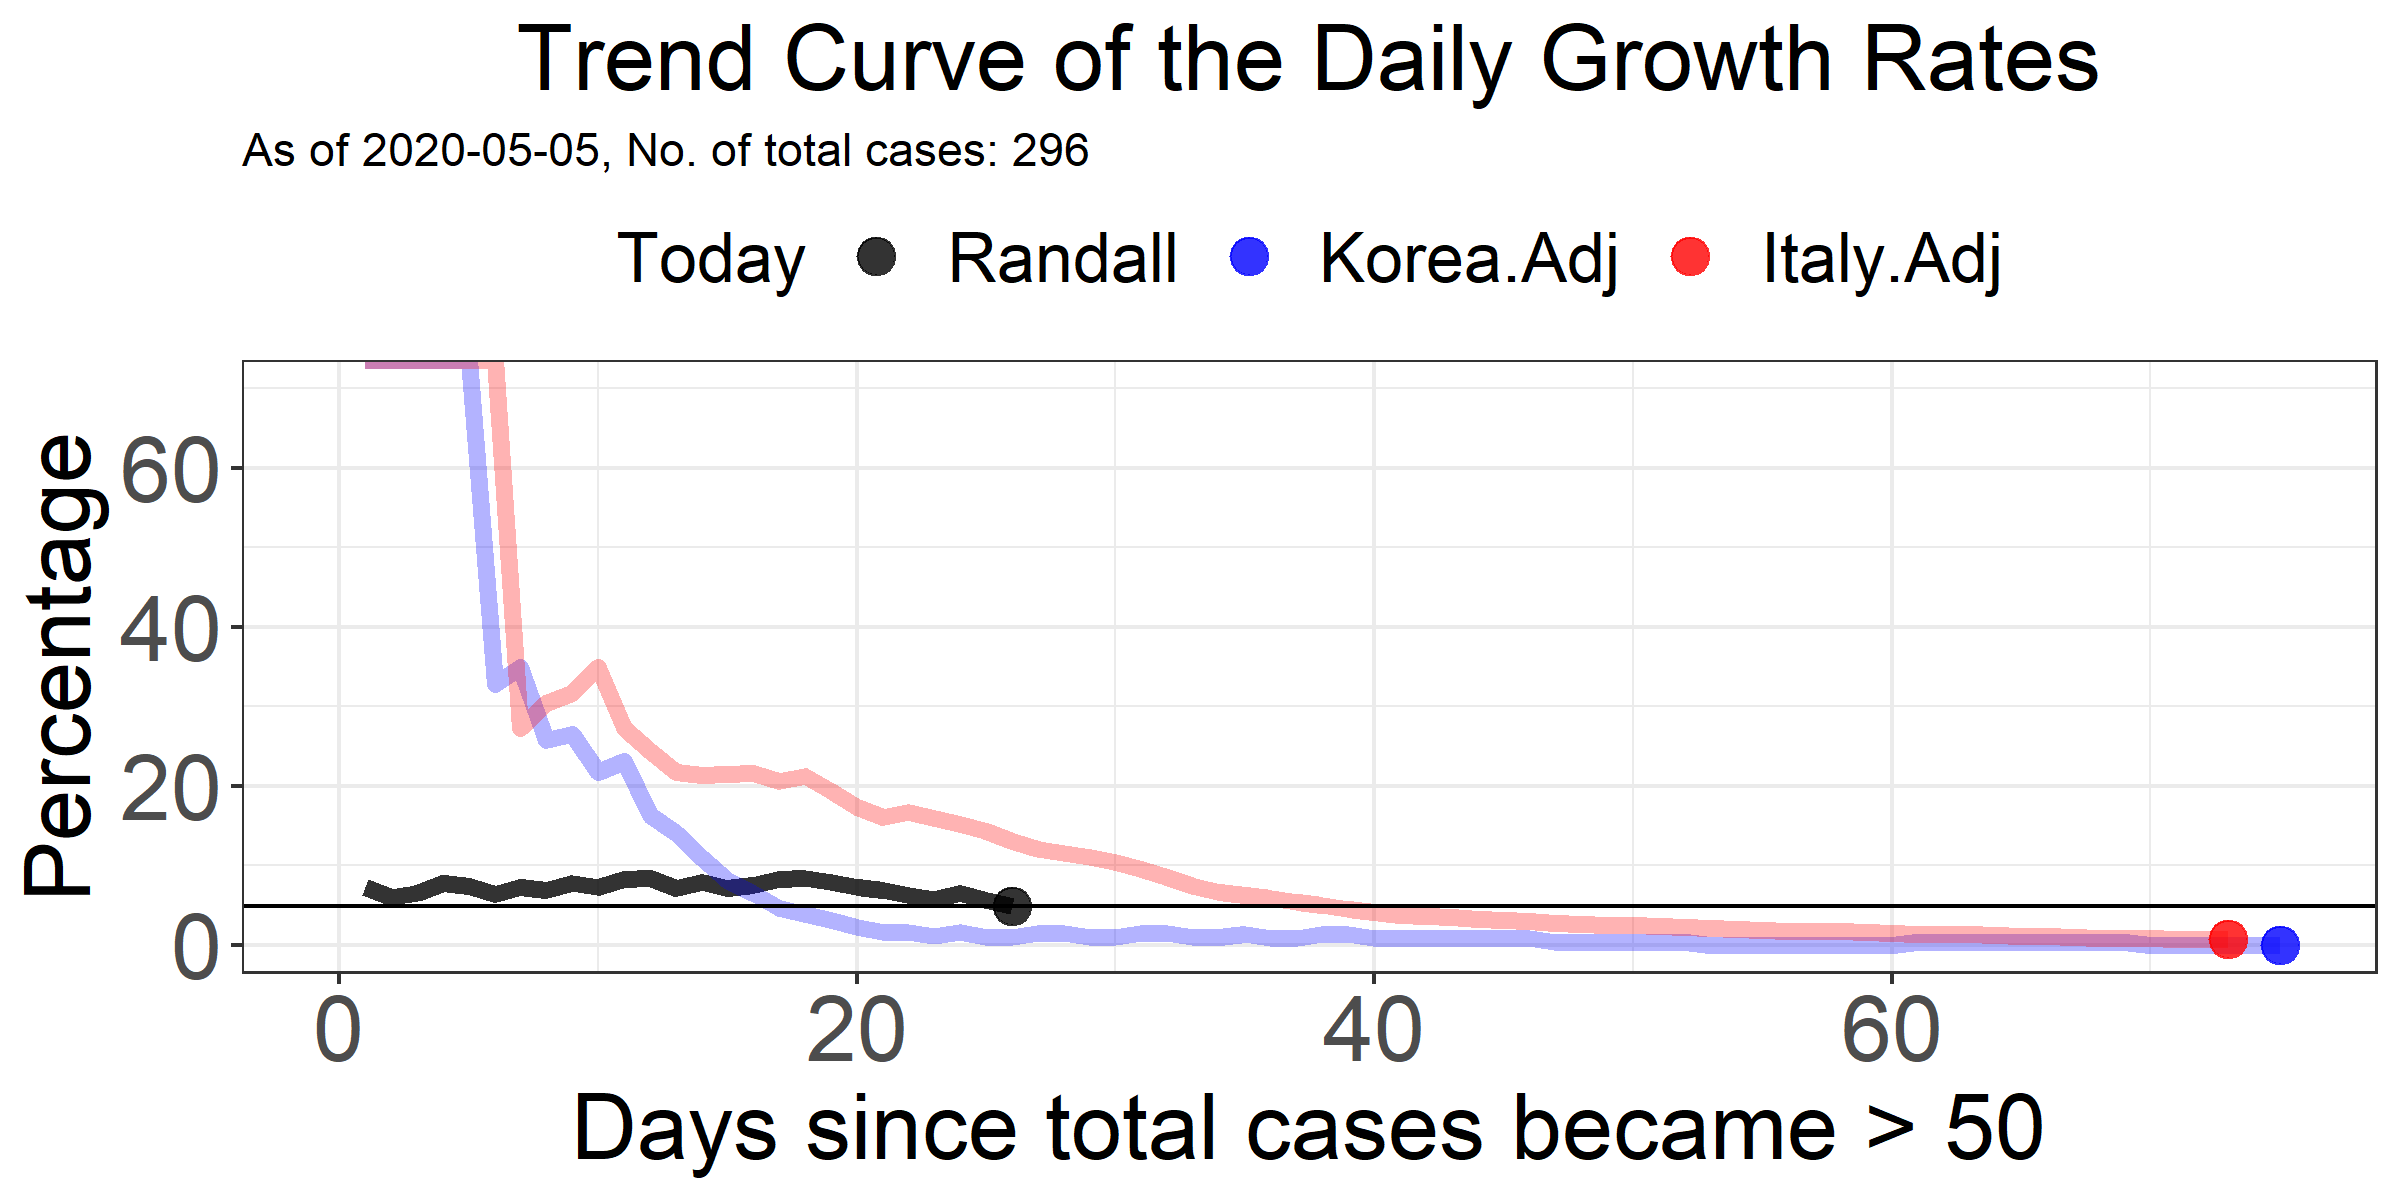 Trend Curve of the Daily Growth Rates
As of 2020-05-05, No. of total cases: 296
Today Randall Korea.Adj Italy.Adj
Percentage
60
40
20
0
0 20 40 60
Days since total cases became > 50